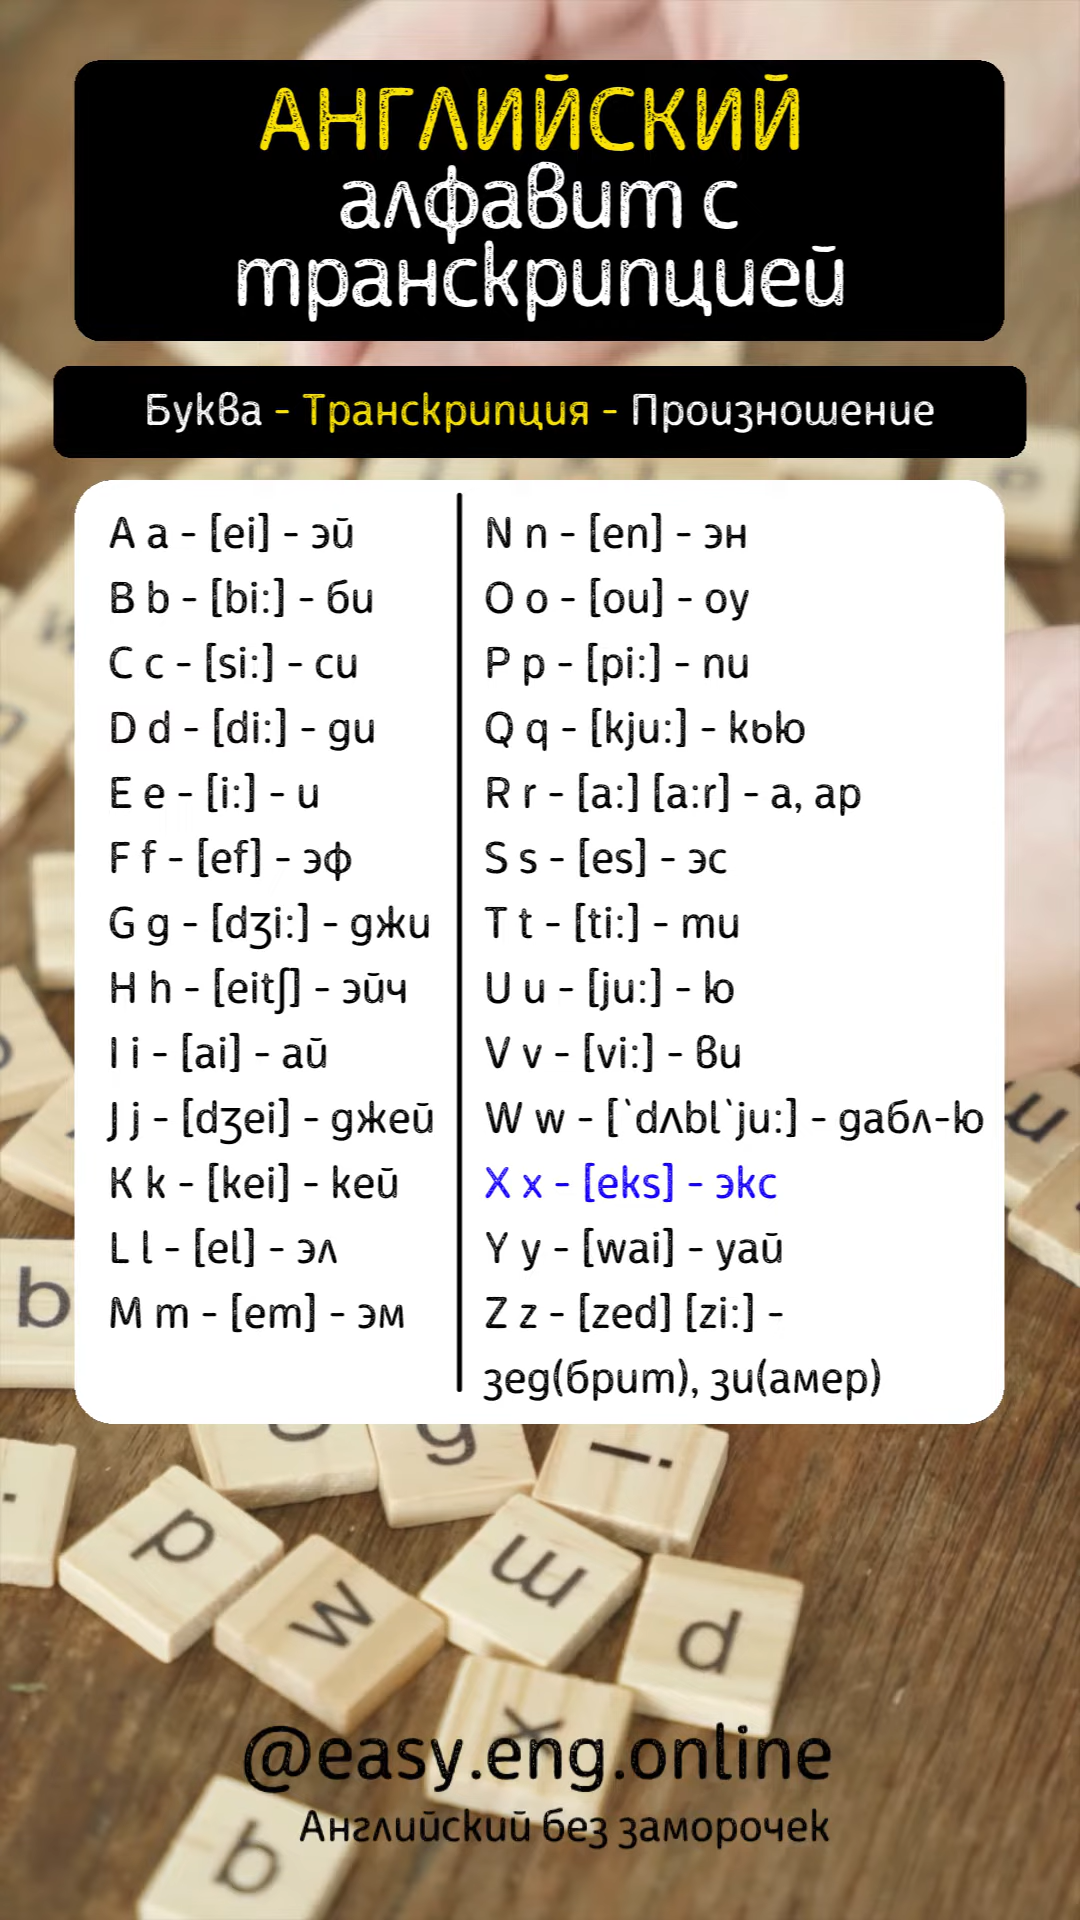 АНГЛИЙСКИЙ
алфавит с
транскрипцией
Буква - Транскрипция - Произношение
A a - [ei] - эй
B b - [bi:] - би
C c - [si:] - си
D d - [di:] - ди
E e - [i:] - и
F f - [ef] - эф
G g - [dʒi:] - джи
H h - [eitʃ] - эйч
I i - [ai] - ай
J j - [dʒei] - джей
K k - [kei] - кей
L l - [el] - эл
M m - [em] - эм
N n - [en] - эн
O o - [ou] - оу
P p - [pi:] - пи
Q q - [kju:] - кью
R r - [a:] [a:r] - а, ар
S s - [es] - эс
T t - [ti:] - ти
U u - [ju:] - ю
V v - [vi:] - ви
W w - [`dʌbl`ju:] - дабл-ю
X x - [eks] - экс
Y y - [wai] - уай
Z z - [zed] [zi:] -
зед(брит), зи(амер)
b
g
p
w
m
d
x
@easy.eng.online
Английский без заморочек
b